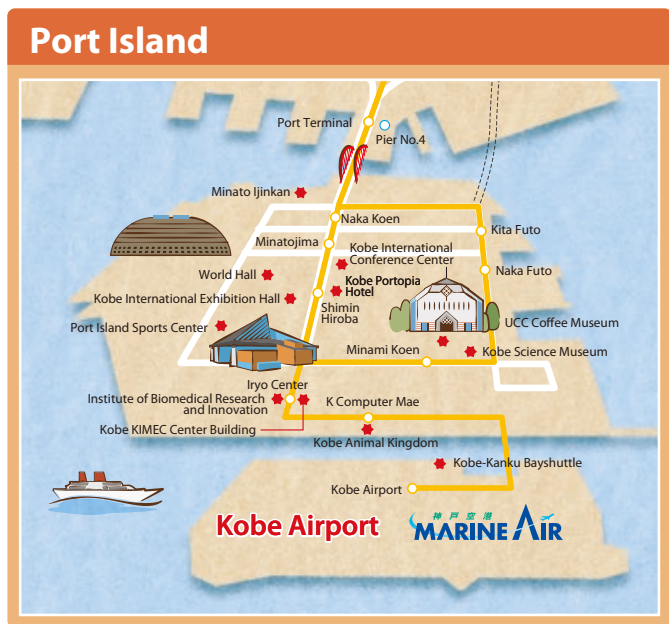 Port Island
Port Terminal
Pier No.4
Minato Ijinkan
Naka Koen
Kita Futo
Minatojima
Kobe International
Conference Center
Naka Futo
World Hall
Kobe Portopia
Hotel
Kobe International Exhibition Hall
Shimin
Hiroba
Port Island Sports Center
UCC Coffee Museum
Minami Koen
Kobe Science Museum
Iryo Center
Institute of Biomedical Research
and Innovation
K Computer Mae
Kobe KIMEC Center Building
Kobe Animal Kingdom
Kobe-Kanku Bayshuttle
Kobe Airport
Kobe Airport
神戸空港
MARINE AIR